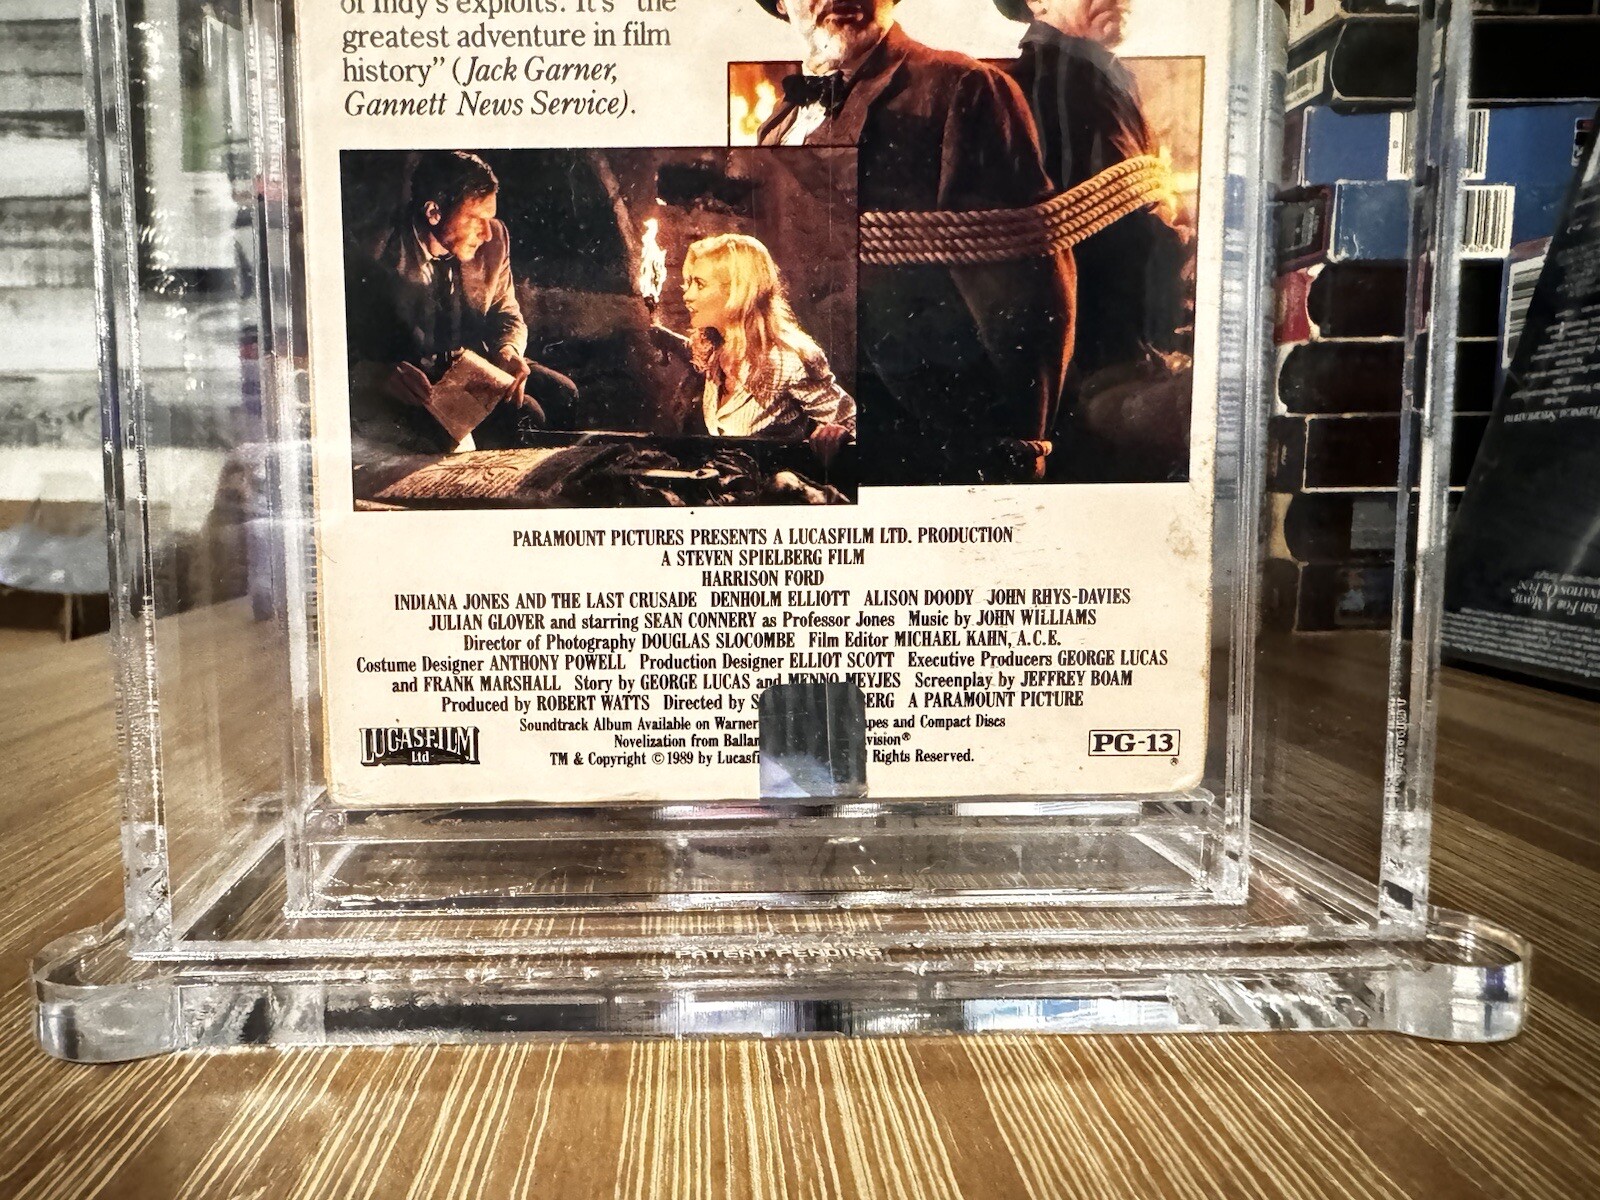 of Indy's exploits. It's "the
greatest adventure in film
history" (Jack Garner,
Gannett News Service).
PARAMOUNT PICTURES PRESENTS A LUCASFILM LTD. PRODUCTION
A STEVEN SPIELBERG FILM
HARRISON FORD
INDIANA JONES AND THE LAST CRUSADE DENHOLM ELLIOTT ALISON DOODY JOHN RHYS-DAVIES
JULIAN GLOVER and starring SEAN CONNERY as Professor Jones Music by JOHN WILLIAMS
Director of Photography DOUGLAS SLOCOMBE Film Editor MICHAEL KAHN, A.C.E.
Costume Designer ANTHONY POWELL Production Designer ELLIOT SCOTT Executive Producers GEORGE LUCAS
and FRANK MARSHALL Story by GEORGE LUCAS and MENNO MEYJES Screenplay by JEFFREY BOAM
Produced by ROBERT WATTS Directed by A PARAMOUNT PICTURE
Soundtrack Album Available on Warner and Compact Discs
Novelization from
TM & Copyright © 1989 by Rights Reserved.
LUCASFILM
Ltd
PG-13
®
PATENT PENDING